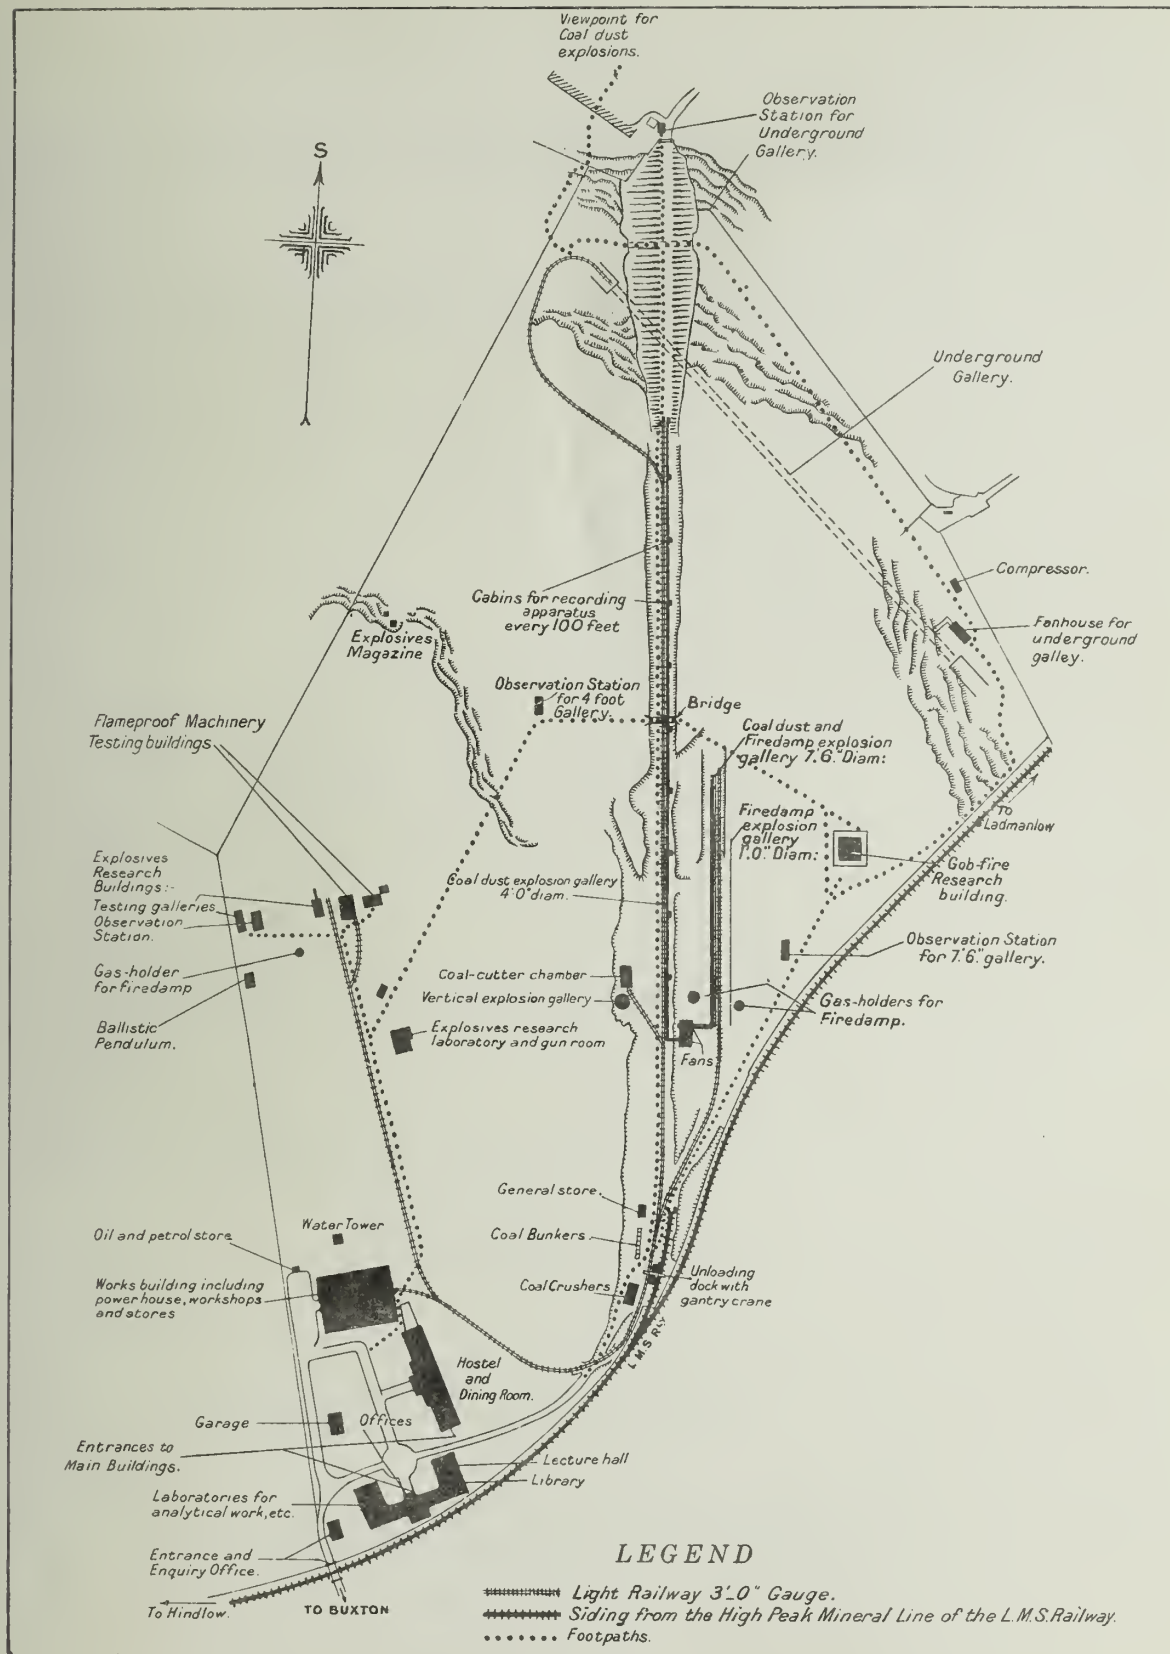 Viewpoint for
Coal dust
explosions.
Observation
Station for
Underground
Gallery.
S
Underground
Gallery.
Compressor.
Fanhouse for
underground
galley.
Cabins for recording
apparatus
every 100 feet
Explosives
Magazine
Observation Station
for 4 foot
Gallery.
Bridge
Flameproof Machinery
Testing buildings
Coal dust and
Firedamp explosion
gallery 7'.6." Diam:
Firedamp
explosion
gallery
1'.0." Diam:
To
Ladmanlow
Explosives
Research
Buildings:-
Testing galleries
Observation
Station.
Coal dust explosion gallery
4'0" diam.
Gob-fire
Research
building.
Gas-holder
for firedamp
Coal-cutter chamber
Vertical explosion gallery
Observation Station
for 7'.6." gallery.
Ballistic
Pendulum.
Explosives research
laboratory and gun room
Gas-holders for
Firedamp.
Fans
General store.
Water Tower
Oil and petrol store
Coal Bunkers
Works building including
power house, workshops
and stores
Coal Crushers
Unloading
dock with
gantry crane
L.M.S. RLY
Hostel
and
Dining Room.
Garage
Offices
Entrances to
Main Buildings.
Lecture hall
Library
Laboratories for
analytical work, etc.
Entrance and
Enquiry Office.
To Hindlow.
TO BUXTON
LEGEND
Light Railway 3'_0" Gauge.
Siding from the High Peak Mineral Line of the L.M.S. Railway.
Footpaths.